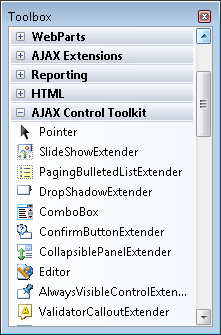 Toolbox
WebParts
AJAX Extensions
Reporting
HTML
AJAX Control Toolkit
Pointer
SlideShowExtender
PagingBulletedListExtender
DropShadowExtender
ComboBox
ConfirmButtonExtender
CollapsiblePanelExtender
Editor
AlwaysVisibleControlExten...
ValidatorCalloutExtender